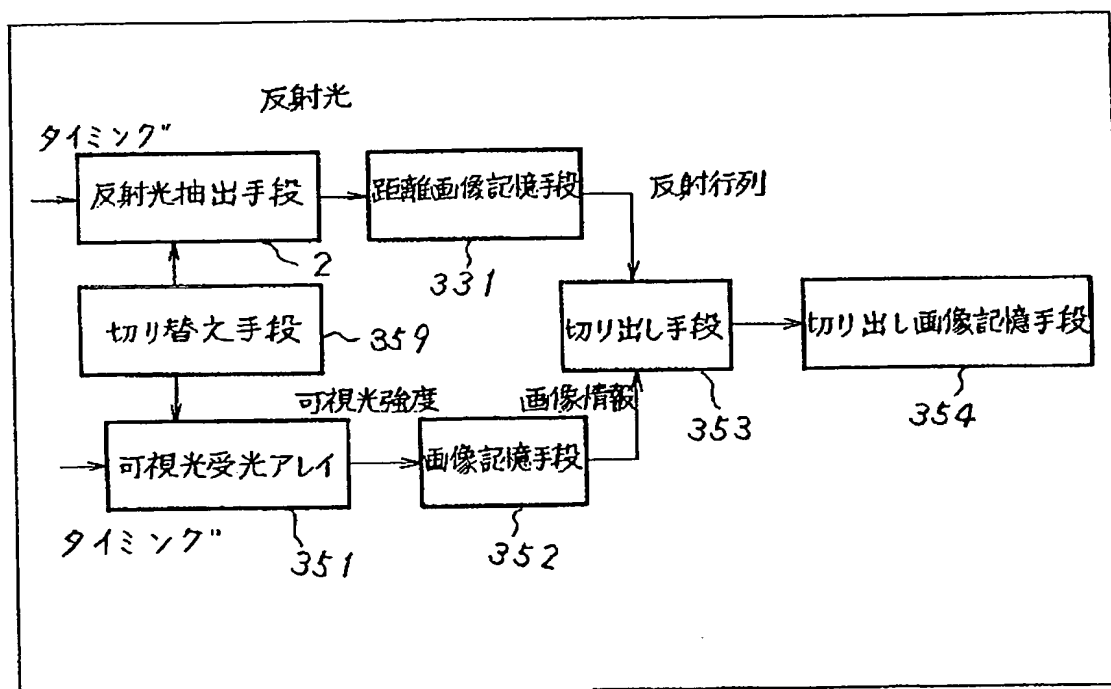 反射光
タイミング
反射光抽出手段
距離画像記憶手段
反射行列
2
331
切り替え手段
359
切り出し手段
切り出し画像記憶手段
可視光強度
画像情報
353
354
可視光受光アレイ
画像記憶手段
タイミング
351
352